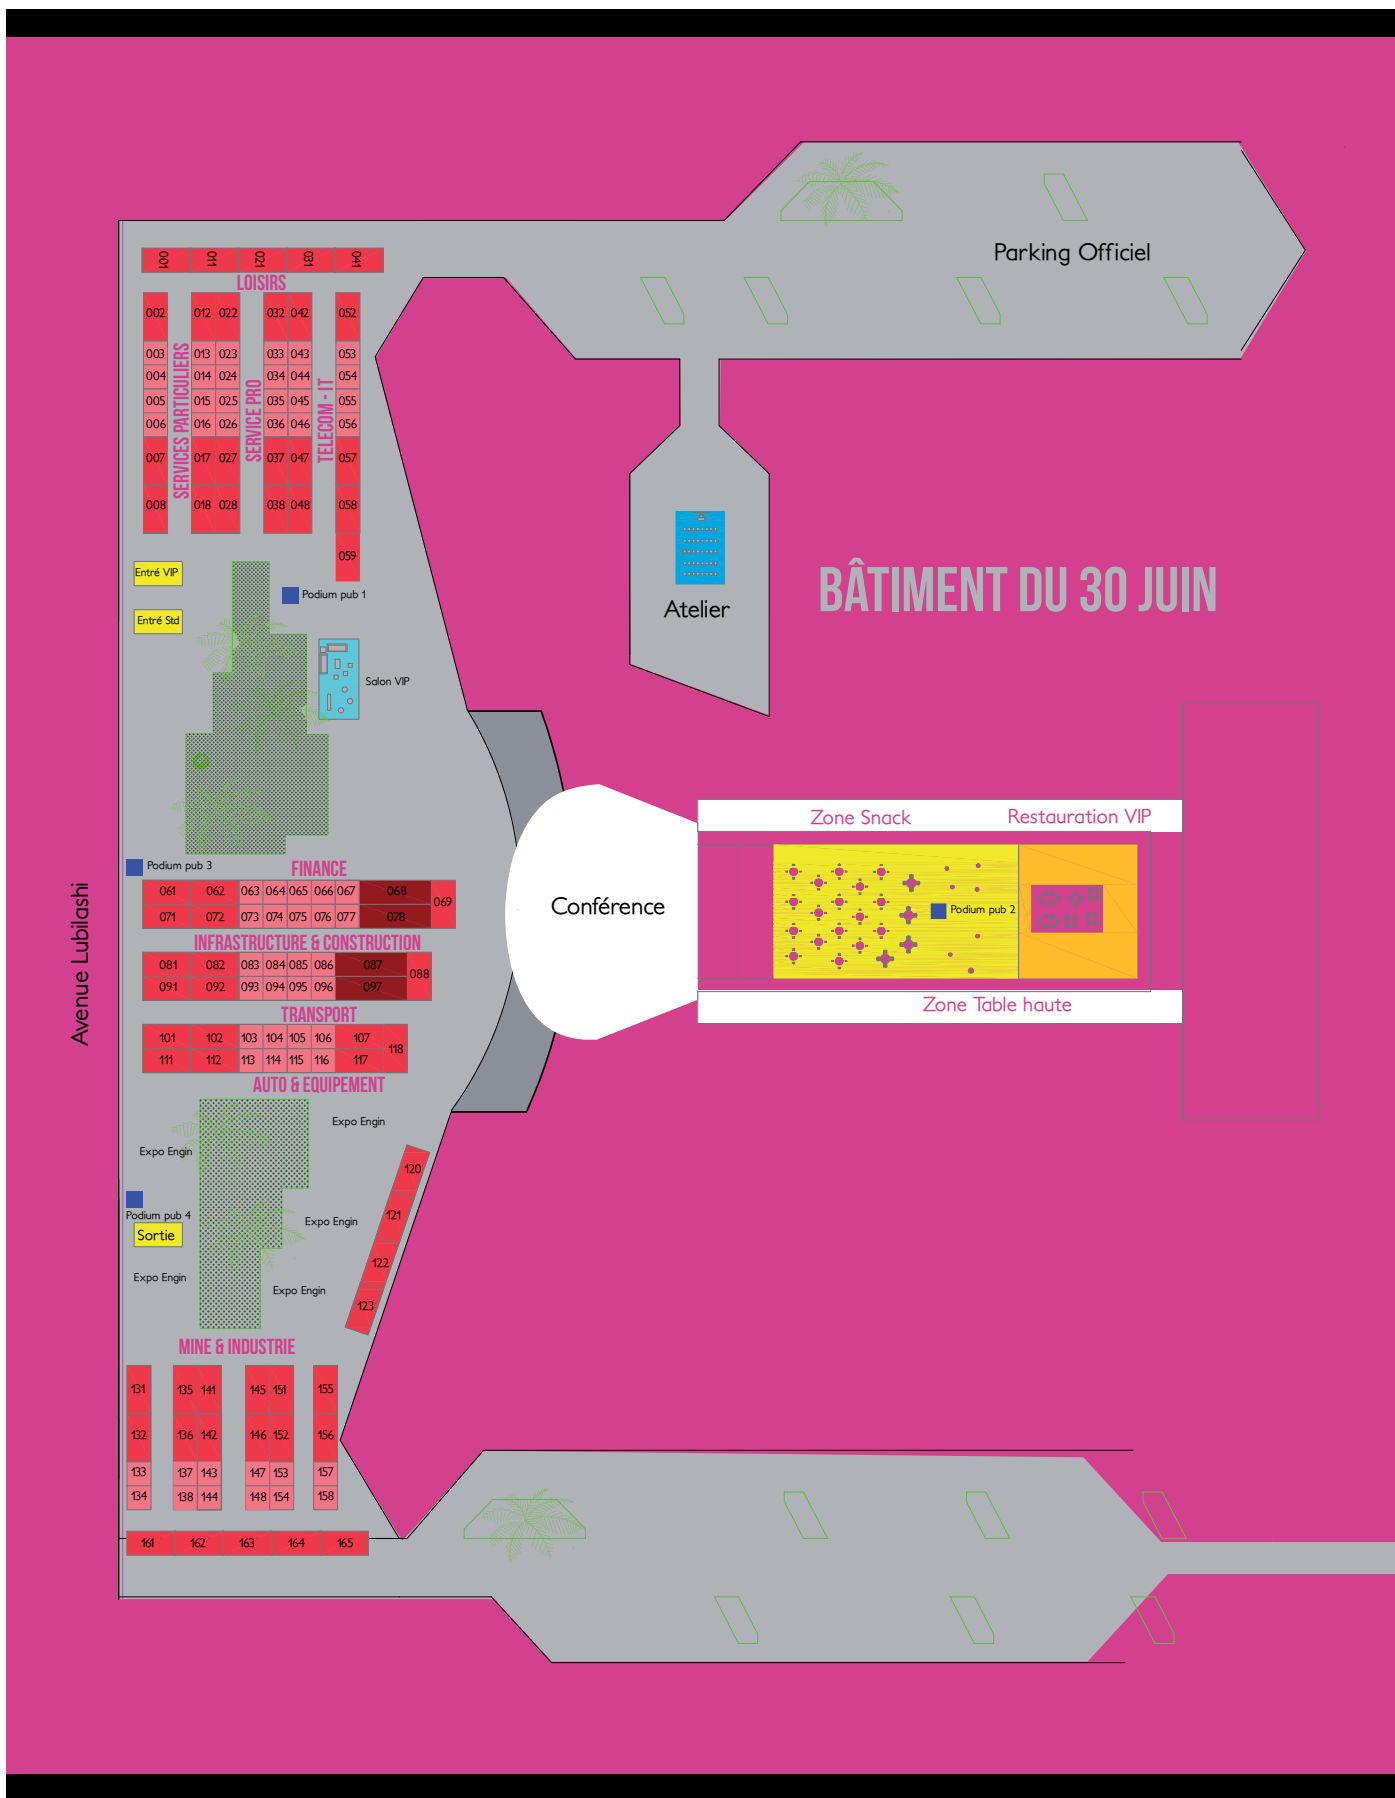 Parking Officiel
001 011 021 031 041
LOISIRS
002 012 022 032 042 052
003 013 023 033 043 053
004 014 024 034 044 054
005 015 025 035 045 055
006 016 026 036 046 056
007 017 027 037 047 057
008 018 028 038 048 058
059
SERVICES PARTICULIERS
SERVICE PRO
TELECOM - IT
Entré VIP
Podium pub 1
Entré Std
Salon VIP
Atelier
BÂTIMENT DU 30 JUIN
Zone Snack
Restauration VIP
Podium pub 3
FINANCE
061 062 063 064 065 066 067 068 069
071 072 073 074 075 076 077 078
INFRASTRUCTURE & CONSTRUCTION
081 082 083 084 085 086 087 088
091 092 093 094 095 096 097
TRANSPORT
101 102 103 104 105 106 107 118
111 112 113 114 115 116 117
AUTO & EQUIPEMENT
Avenue Lubilashi
Conférence
Podium pub 2
Zone Table haute
Expo Engin
Expo Engin
120
121
122
123
Podium pub 4
Expo Engin
Sortie
Expo Engin
Expo Engin
MINE & INDUSTRIE
131 135 141 145 151 155
132 136 142 146 152 156
133 137 143 147 153 157
134 138 144 148 154 158
161 162 163 164 165